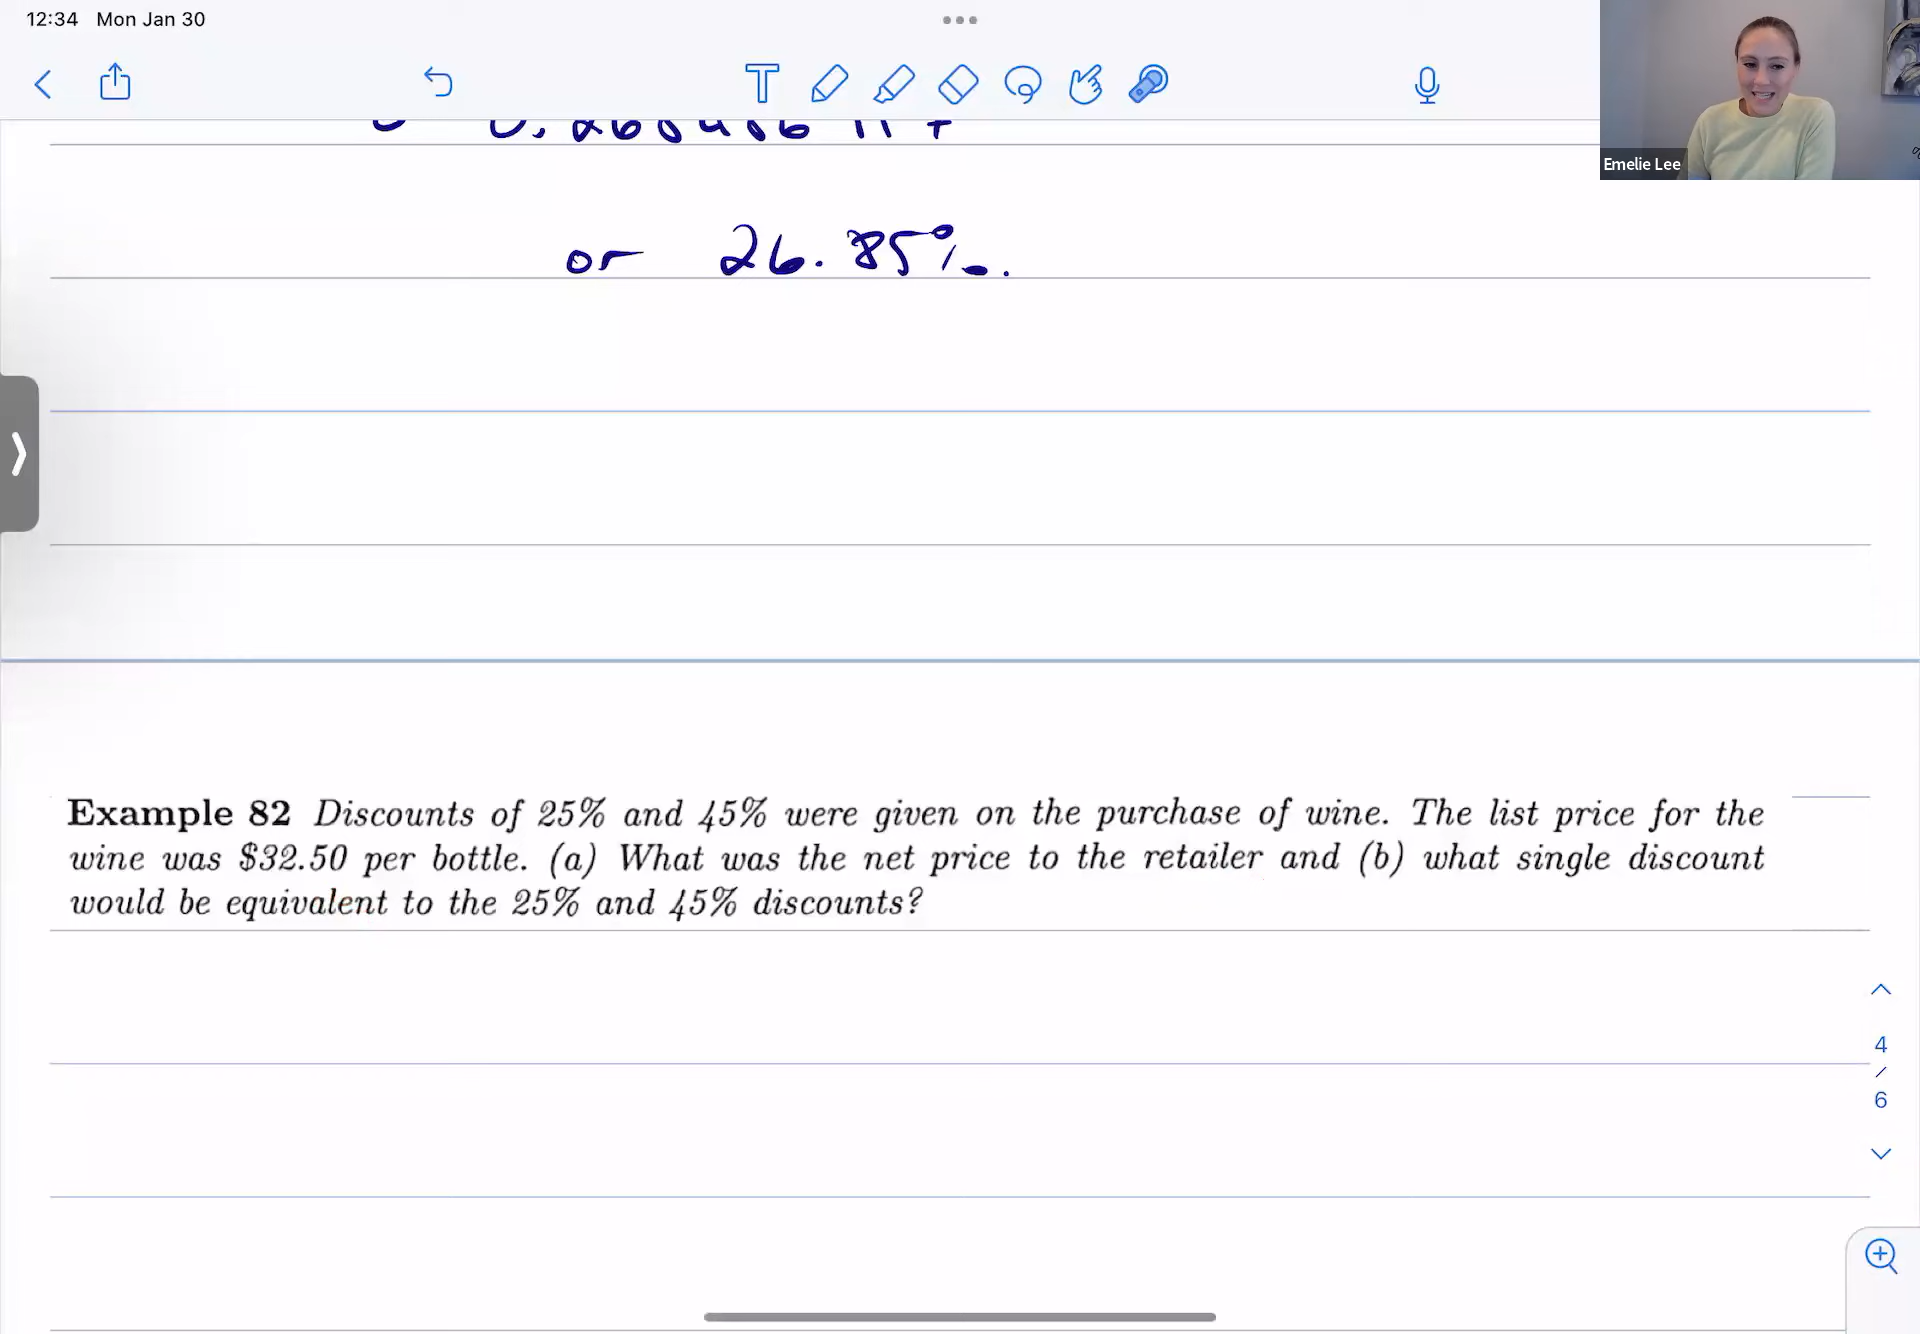 12:34 Mon Jan 30
Emelie Lee
or 26.85%.
Example 82 Discounts of 25% and 45% were given on the purchase of wine. The list price for the
wine was $32.50 per bottle. (a) What was the net price to the retailer and (b) what single discount
would be equivalent to the 25% and 45% discounts?
4
/
6